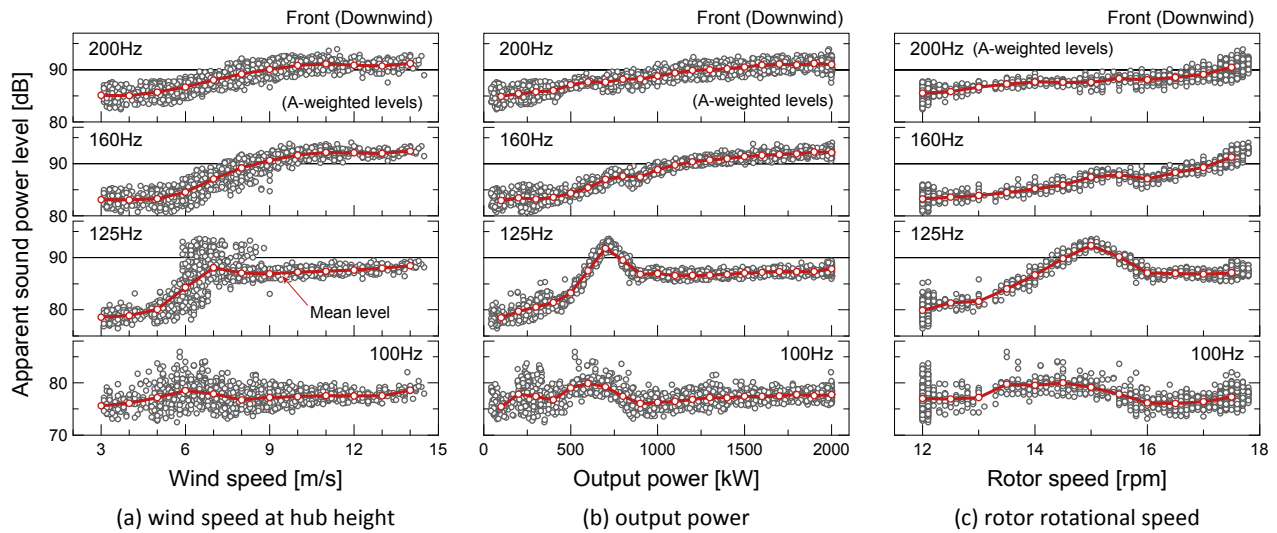 Front (Downwind)
Front (Downwind)
Front (Downwind)
Apparent sound power level [dB]
200Hz
90
(A-weighted levels)
80
160Hz
90
80
125Hz
90
80
Mean level
100Hz
80
70
3 6 9 12 15
Wind speed [m/s]
(a) wind speed at hub height
200Hz
(A-weighted levels)
160Hz
125Hz
100Hz
0 500 1000 1500 2000
Output power [kW]
(b) output power
200Hz (A-weighted levels)
160Hz
125Hz
100Hz
12 14 16 18
Rotor speed [rpm]
(c) rotor rotational speed